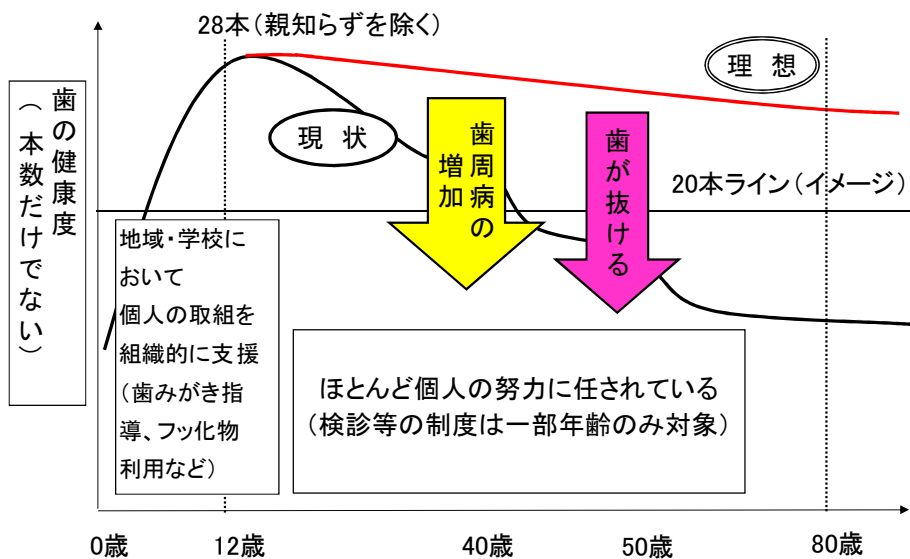 28本（親知らずを除く）
歯の健康度
（本数だけでない）
理　想
現　状
歯周病の
増加
歯が抜ける
20本ライン（イメージ）
地域・学校に
おいて
個人の取組を
組織的に支援
（歯みがき指
導、フッ化物
利用など）
ほとんど個人の努力に任されている
（検診等の制度は一部年齢のみ対象）
0歳
12歳
40歳
50歳
80歳